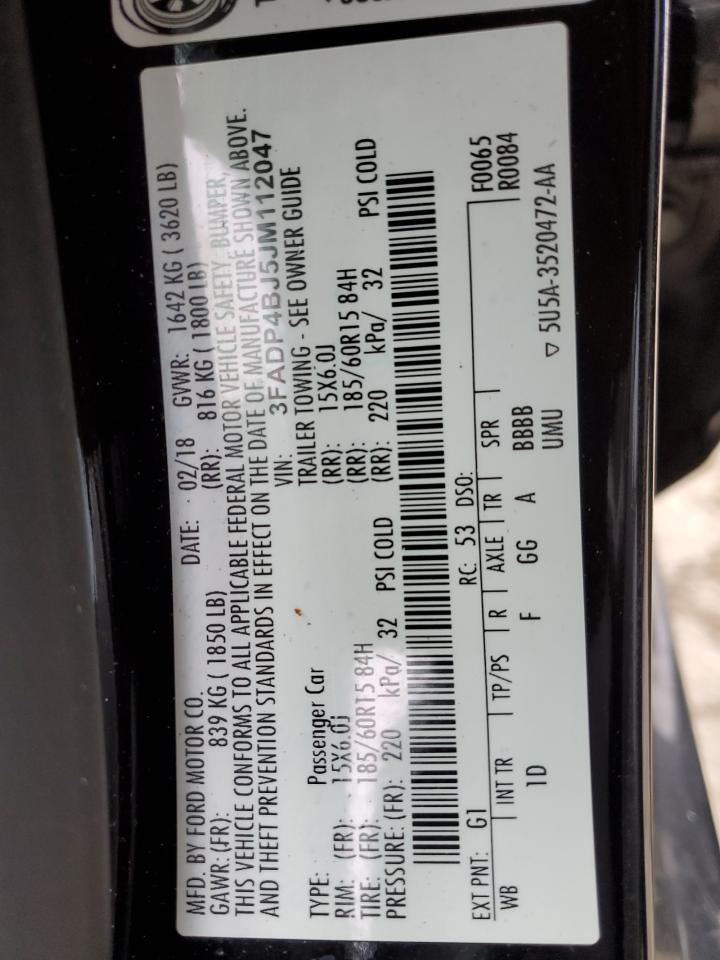 MFD. BY FORD MOTOR CO. DATE: 02/18 GVWR: 1642 KG ( 3620 LB)
GAWR: (FR): 839 KG ( 1850 LB) (RR): 816 KG ( 1800 LB)
THIS VEHICLE CONFORMS TO ALL APPLICABLE FEDERAL MOTOR VEHICLE SAFETY, BUMPER,
AND THEFT PREVENTION STANDARDS IN EFFECT ON THE DATE OF MANUFACTURE SHOWN ABOVE.
VIN: 3FADP4BJ5JM112047
TYPE: Passenger Car TRAILER TOWING - SEE OWNER GUIDE
RIM: (FR): 15X6.0J (RR): 15X6.0J
TIRE: (FR): 185/60R15 84H (RR): 185/60R15 84H
PRESSURE: (FR): 220 kPa/ 32 PSI COLD (RR): 220 kPa/ 32 PSI COLD
EXT PNT: G1 RC: 53 DSO: F0065
WB INT TR TP/PS R AXLE TR SPR R0084
1D F GG A BBBB
UMU ▽ 5U5A-3520472-AA